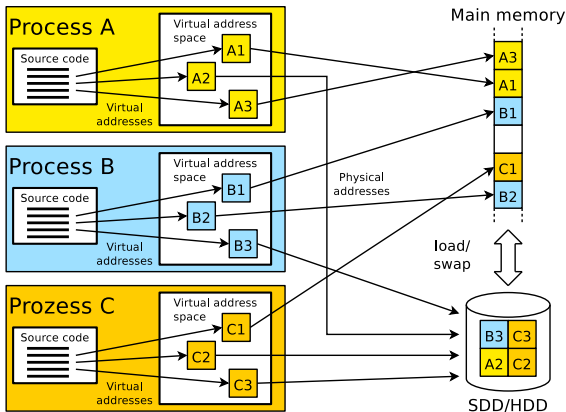 Process A
Source code
Virtual
addresses
Virtual address
space
A1
A2
A3
Process B
Source code
Virtual
addresses
Virtual address
space
B1
B2
B3
Prozess C
Source code
Virtual
addresses
Virtual address
space
C1
C2
C3
Physical
addresses
Main memory
A3
A1
B1
C1
B2
load/
swap
B3 C3
A2 C2
SDD/HDD